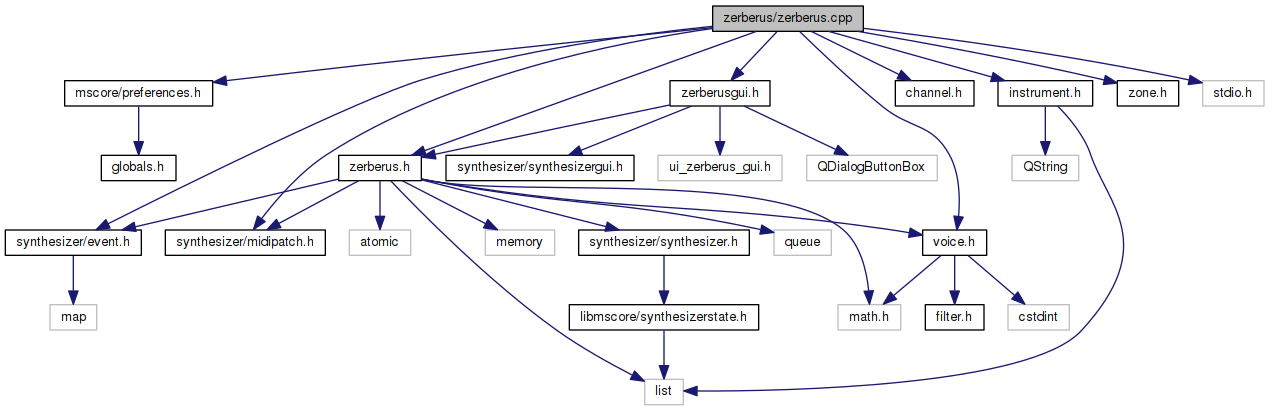 zerberus/zerberus.cpp
mscore/preferences.h
zerberusgui.h
channel.h
instrument.h
zone.h
stdio.h
globals.h
zerberus.h
synthesizer/synthesizergui.h
ui_zerberus_gui.h
QDialogButtonBox
QString
synthesizer/event.h
synthesizer/midipatch.h
atomic
memory
synthesizer/synthesizer.h
queue
voice.h
map
libmscore/synthesizerstate.h
math.h
filter.h
cstdint
list